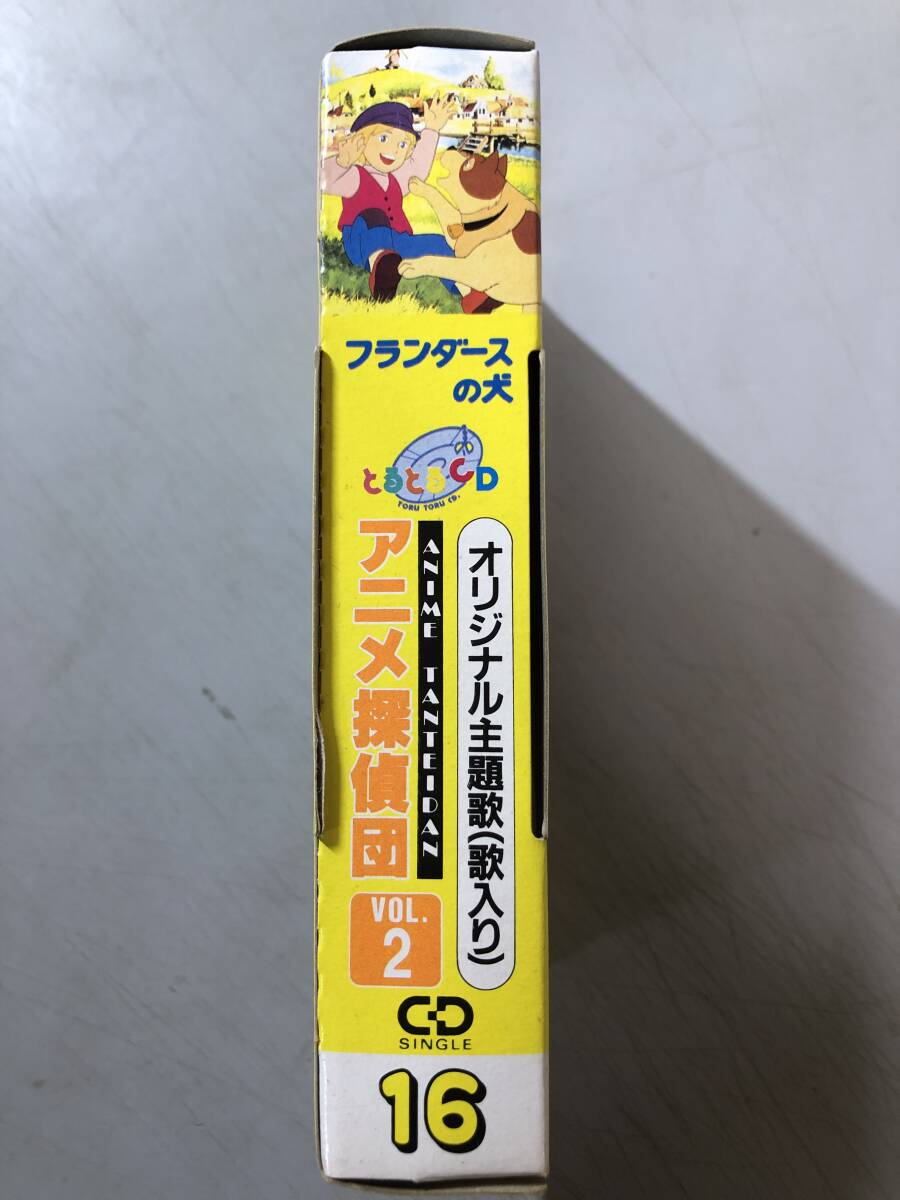 フランダース
の犬
とるとるCD
TORU TORU CD.
オリジナル主題歌(歌入り)
ANIME TANTEIDAN
アニメ探偵団
VOL.
2
CD
SINGLE
16